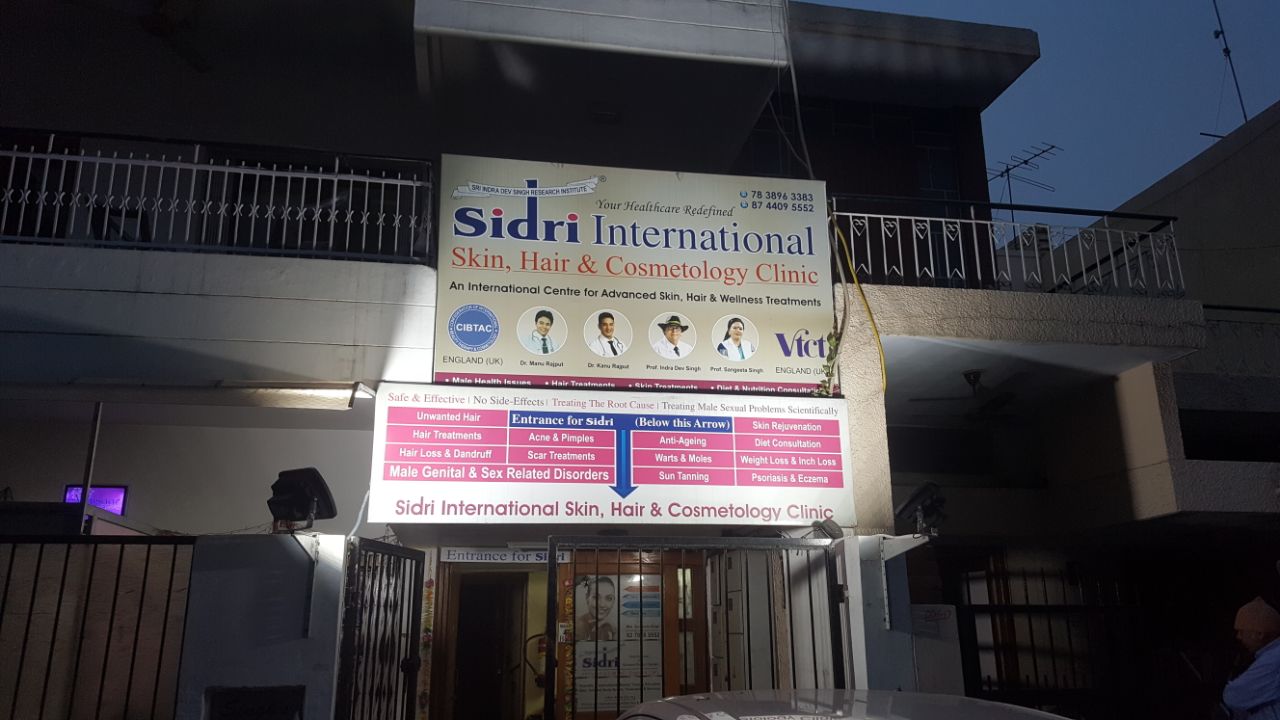 SRI INDRA DEV SINGH RESEARCH INSTITUTE ®
Your Healthcare Redefined
78 3896 3383
87 4409 5552
Sidri International
Skin, Hair & Cosmetology Clinic
An International Centre for Advanced Skin, Hair & Wellness Treatments
CIBTAC
ENGLAND (UK)
Dr. Manu Rajput
Dr. Kanu Rajput
Prof. Indra Dev Singh
Prof. Sangeeta Singh
Vtct
ENGLAND (UK)
• Male Health Issues • Hair Treatments • Skin Treatments • Diet & Nutrition
Safe & Effective | No Side-Effects | Treating The Root Cause | Treating Male Sexual Problems Scientifically
Unwanted Hair
Hair Treatments
Hair Loss & Dandruff
Male Genital & Sex Related Disorders
Entrance for Sidri (Below this Arrow)
Acne & Pimples
Scar Treatments
Anti-Ageing
Warts & Moles
Sun Tanning
Skin Rejuvenation
Diet Consultation
Weight Loss & Inch Loss
Psoriasis & Eczema
Sidri International Skin, Hair & Cosmetology Clinic
Entrance for Sidri
Sidri